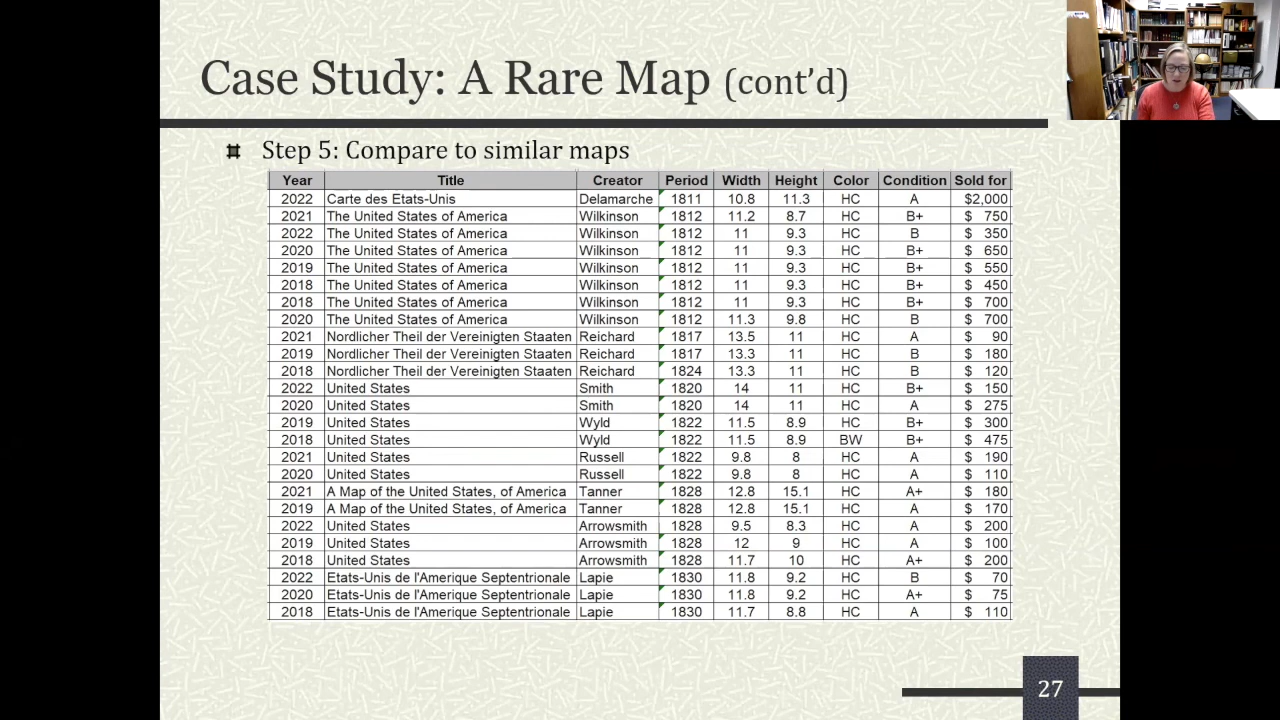 Case Study: A Rare Map (cont'd)
Step 5: Compare to similar maps
Year Title Creator Period Width Height Color Condition Sold for
2022 Carte des Etats-Unis Delamarche 1811 10.8 11.3 HC A $2,000
2021 The United States of America Wilkinson 1812 11.2 8.7 HC B+ $ 750
2022 The United States of America Wilkinson 1812 11 9.3 HC B $ 350
2020 The United States of America Wilkinson 1812 11 9.3 HC B+ $ 650
2019 The United States of America Wilkinson 1812 11 9.3 HC B+ $ 550
2018 The United States of America Wilkinson 1812 11 9.3 HC B+ $ 450
2018 The United States of America Wilkinson 1812 11 9.3 HC B+ $ 700
2020 The United States of America Wilkinson 1812 11.3 9.8 HC B $ 700
2021 Nordlicher Theil der Vereinigten Staaten Reichard 1817 13.5 11 HC A $ 90
2019 Nordlicher Theil der Vereinigten Staaten Reichard 1817 13.3 11 HC B $ 180
2018 Nordlicher Theil der Vereinigten Staaten Reichard 1824 13.3 11 HC B $ 120
2022 United States Smith 1820 14 11 HC B+ $ 150
2020 United States Smith 1820 14 11 HC A $ 275
2019 United States Wyld 1822 11.5 8.9 HC B+ $ 300
2018 United States Wyld 1822 11.5 8.9 BW B+ $ 475
2021 United States Russell 1822 9.8 8 HC A $ 190
2020 United States Russell 1822 9.8 8 HC A $ 110
2021 A Map of the United States, of America Tanner 1828 12.8 15.1 HC A+ $ 180
2019 A Map of the United States, of America Tanner 1828 12.8 15.1 HC A $ 170
2022 United States Arrowsmith 1828 9.5 8.3 HC A $ 200
2019 United States Arrowsmith 1828 12 9 HC A $ 100
2018 United States Arrowsmith 1828 11.7 10 HC A+ $ 200
2022 Etats-Unis de l'Amerique Septentrionale Lapie 1830 11.8 9.2 HC B $ 70
2020 Etats-Unis de l'Amerique Septentrionale Lapie 1830 11.8 9.2 HC A+ $ 75
2018 Etats-Unis de l'Amerique Septentrionale Lapie 1830 11.7 8.8 HC A $ 110
27